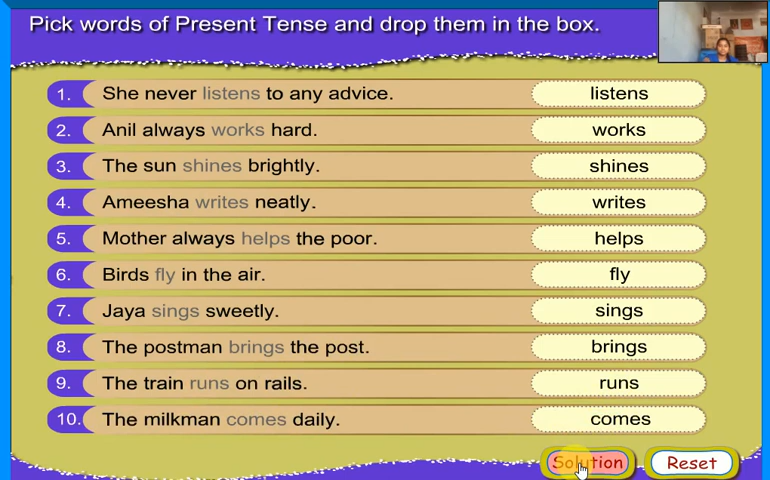 Pick words of Present Tense and drop them in the box.
1. She never listens to any advice. listens
2. Anil always works hard. works
3. The sun shines brightly. shines
4. Ameesha writes neatly. writes
5. Mother always helps the poor. helps
6. Birds fly in the air. fly
7. Jaya sings sweetly. sings
8. The postman brings the post. brings
9. The train runs on rails. runs
10. The milkman comes daily. comes
Solution Reset